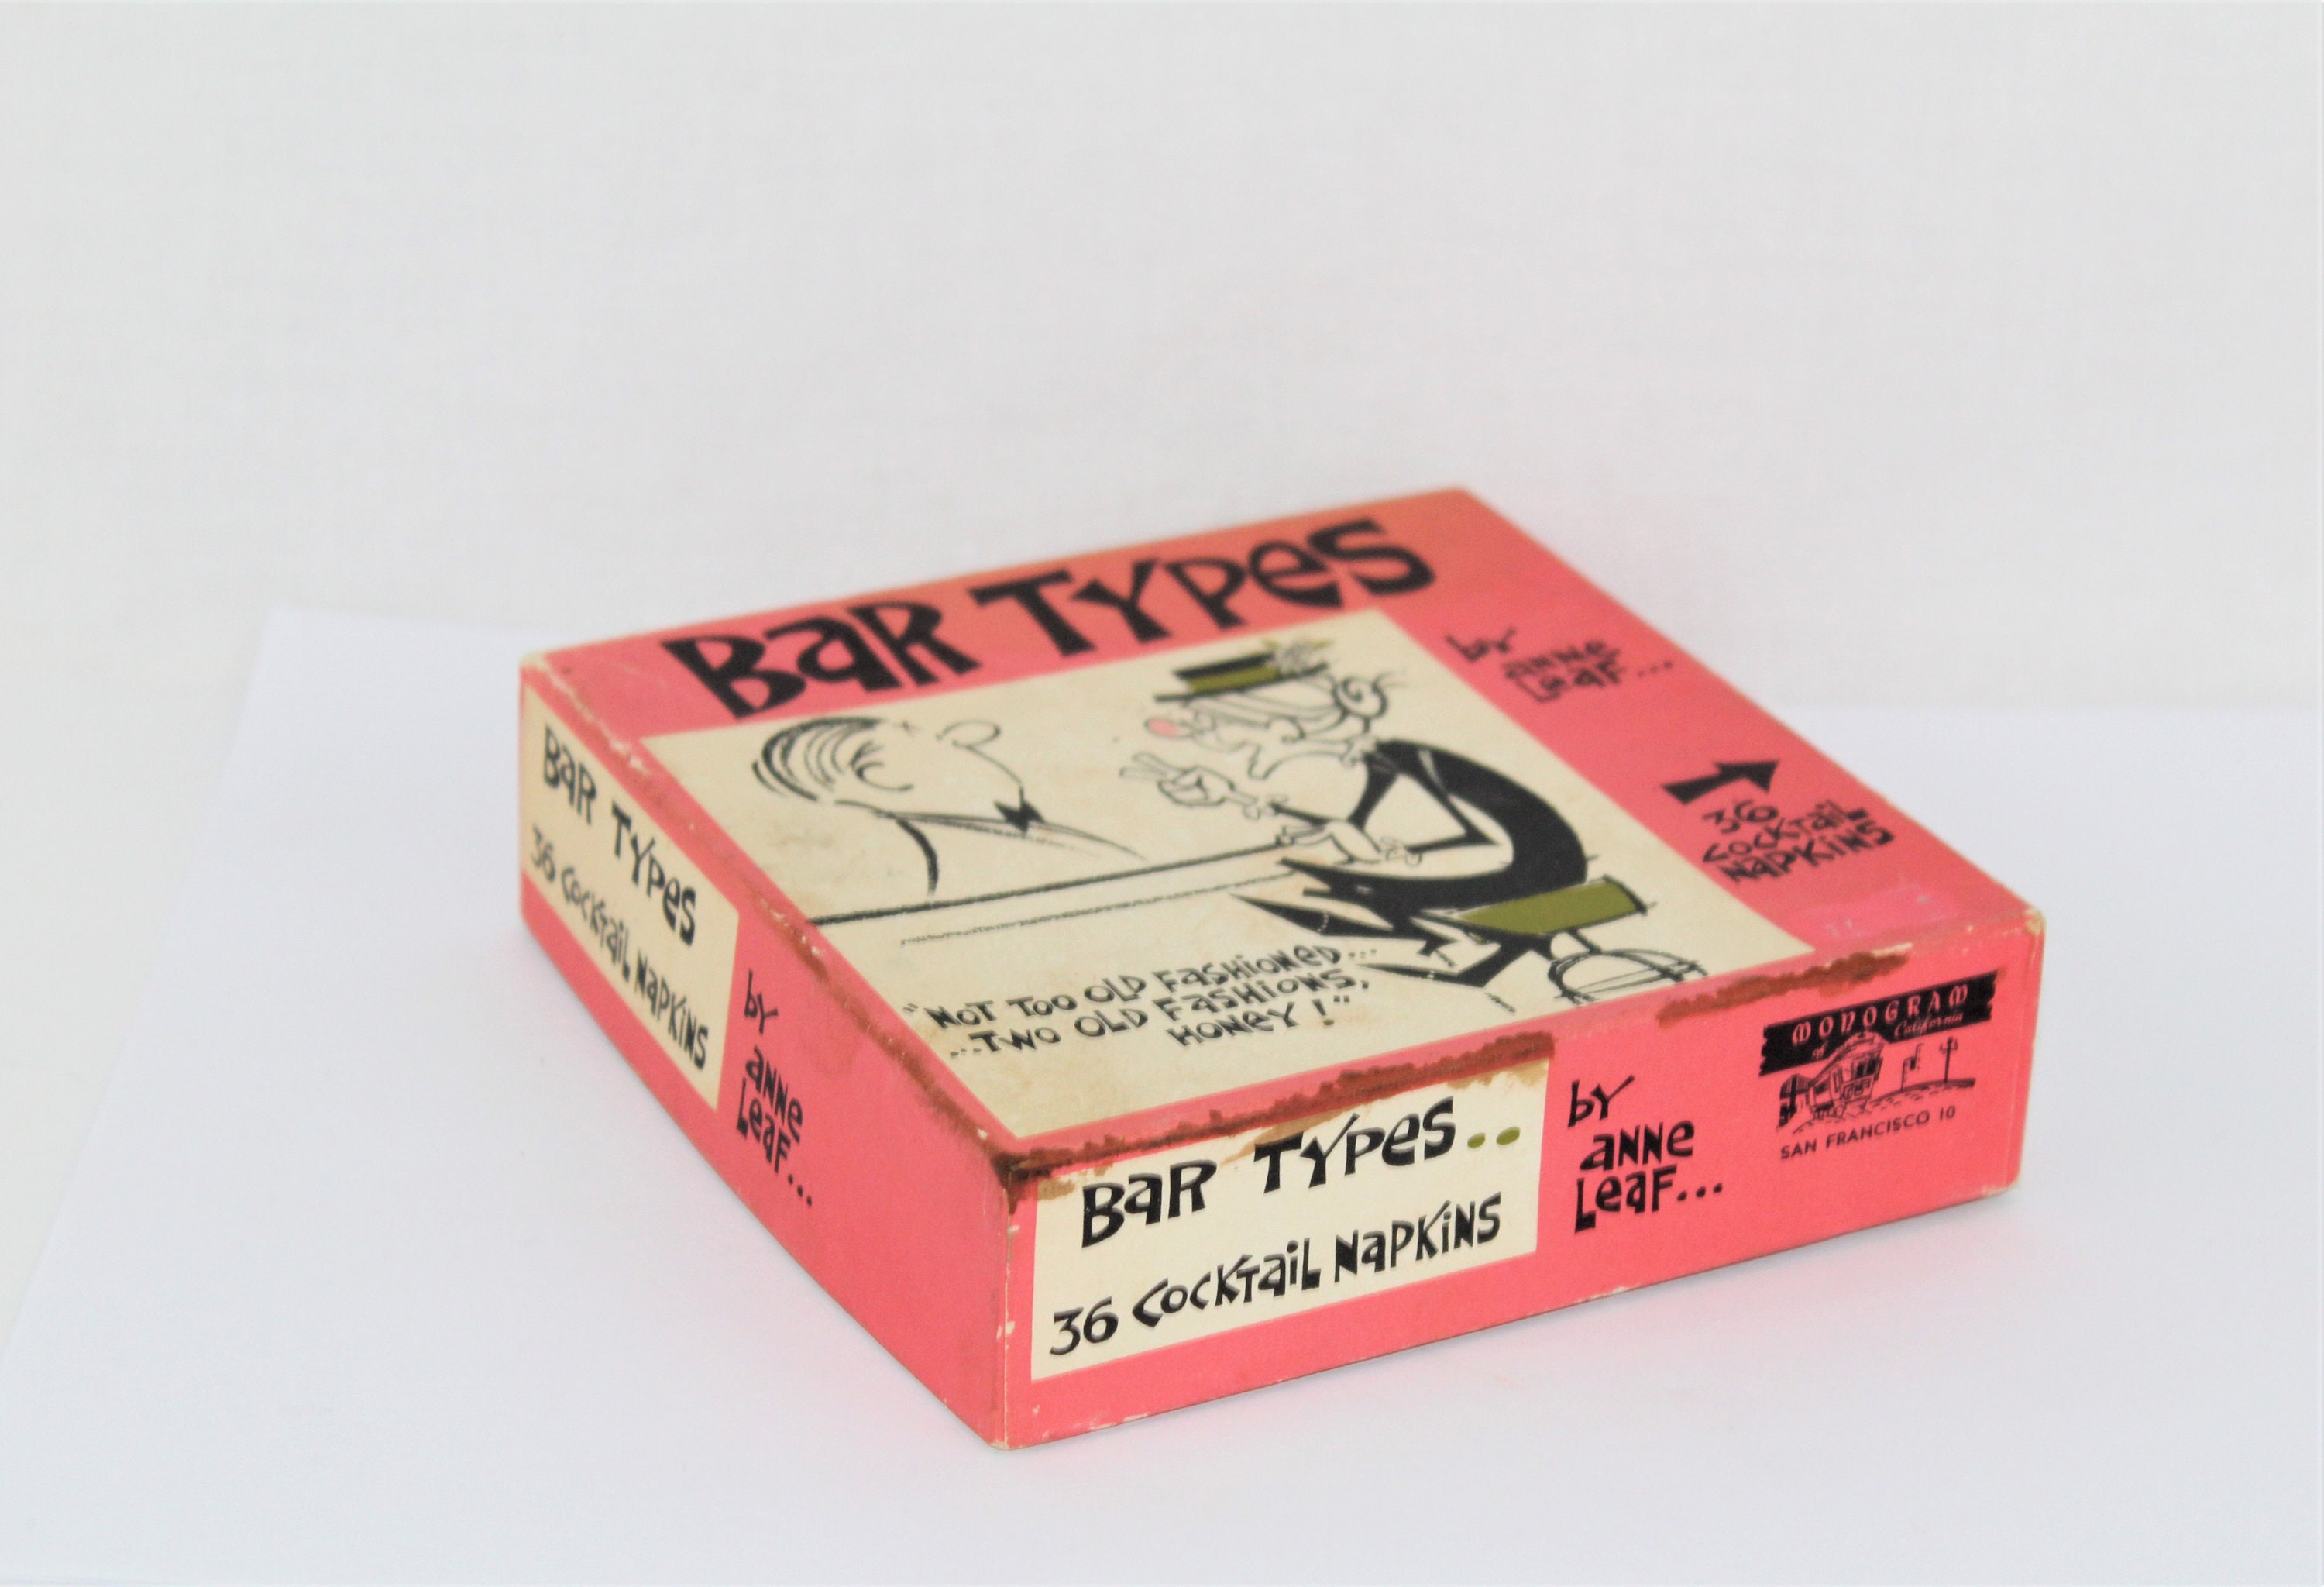 BaR TYPeS
by
aNNe
LeaF...
36
COCKTaiL
NaPKiNS
"NOT TOO OLD FaSHiONeD...
...TWO OLD FaSHiONS,
HONeY!"
BaR TYPeS
36 COCKTaiL NaPKiNS
bY
aNNe
LeaF...
BaR TYPeS..
36 COCKTaiL NaPKiNS
bY
aNNe
LeaF...
MONOGRAM
of California
SAN FRANCISCO 10